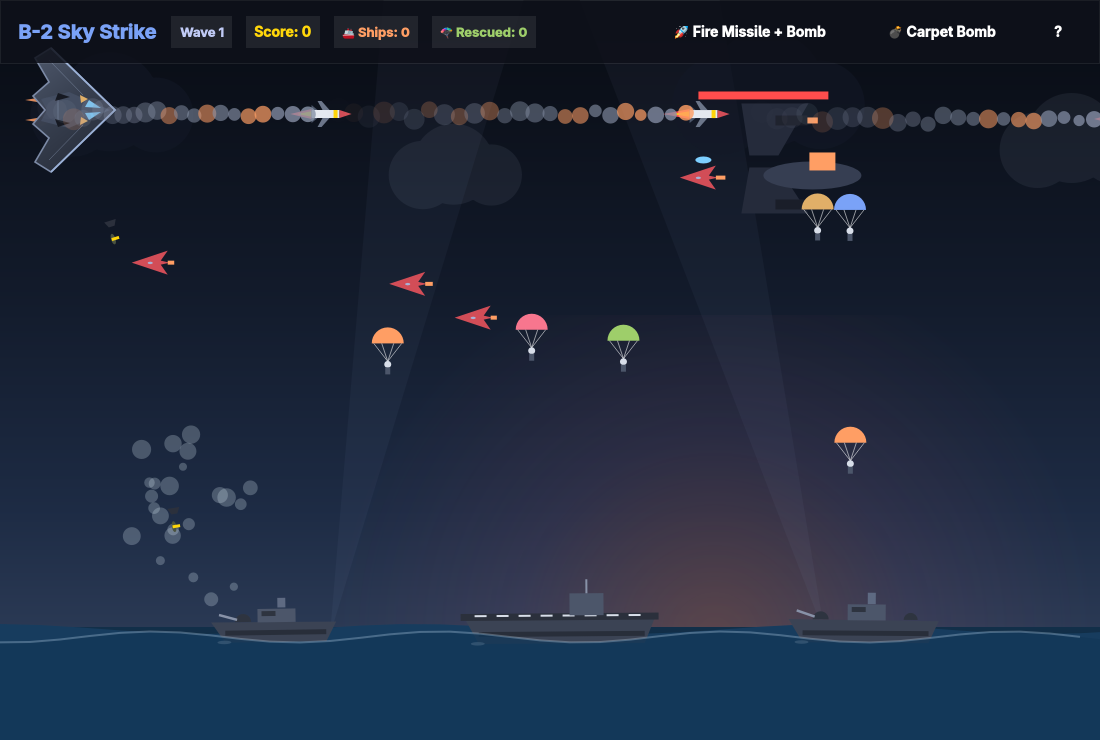 B-2 Sky Strike
Wave 1
Score: 0
🚢 Ships: 0
🪂 Rescued: 0
🚀 Fire Missile + Bomb
💣 Carpet Bomb
?